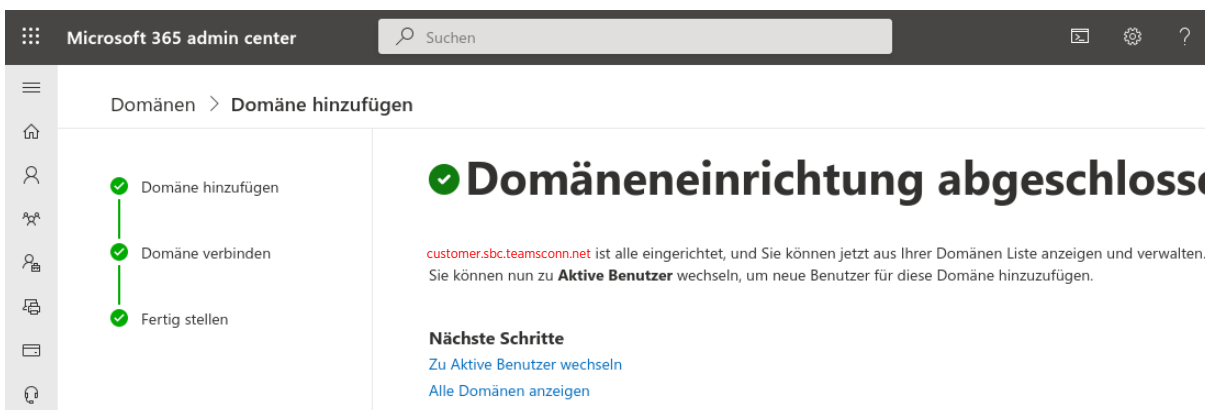 Microsoft 365 admin center
Suchen
Domänen > Domäne hinzufügen
Domäne hinzufügen
Domäne verbinden
Fertig stellen
Domäneneinrichtung abgeschlosse
customer.sbc.teamsconn.net ist alle eingerichtet, und Sie können jetzt aus Ihrer Domänen Liste anzeigen und verwalten.
Sie können nun zu Aktive Benutzer wechseln, um neue Benutzer für diese Domäne hinzuzufügen.
Nächste Schritte
Zu Aktive Benutzer wechseln
Alle Domänen anzeigen